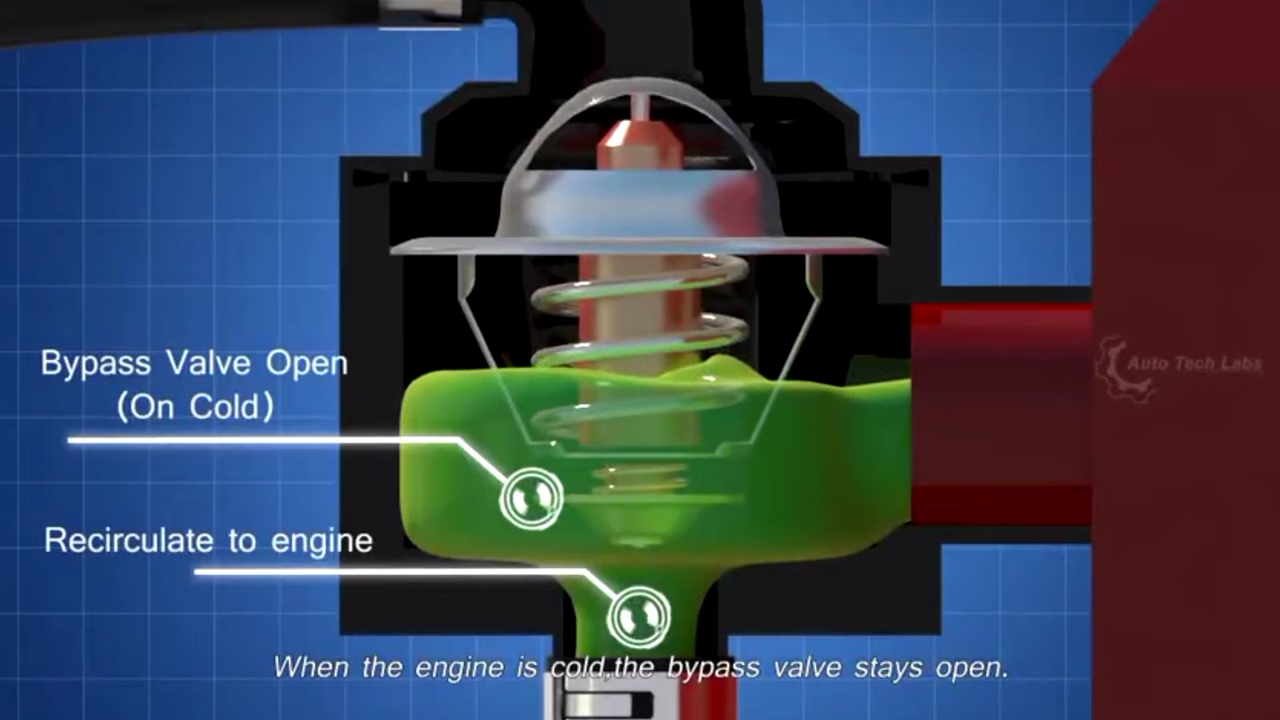 Auto Tech Labs
Bypass Valve Open
(On Cold)
Recirculate to engine
When the engine is cold,the bypass valve stays open.